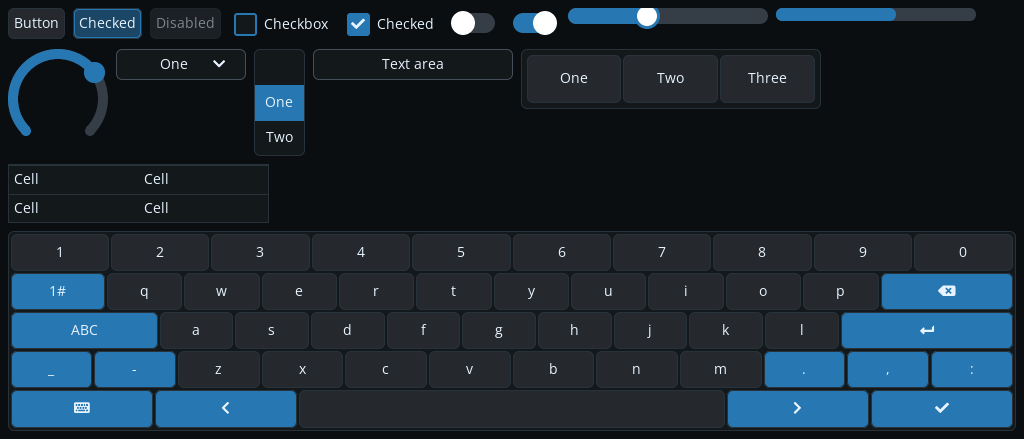 Button Checked Disabled Checkbox Checked
One One Two Text area One Two Three
Cell Cell
Cell Cell
1 2 3 4 5 6 7 8 9 0
1# q w e r t y u i o p
ABC a s d f g h j k l
_ - z x c v b n m . , :